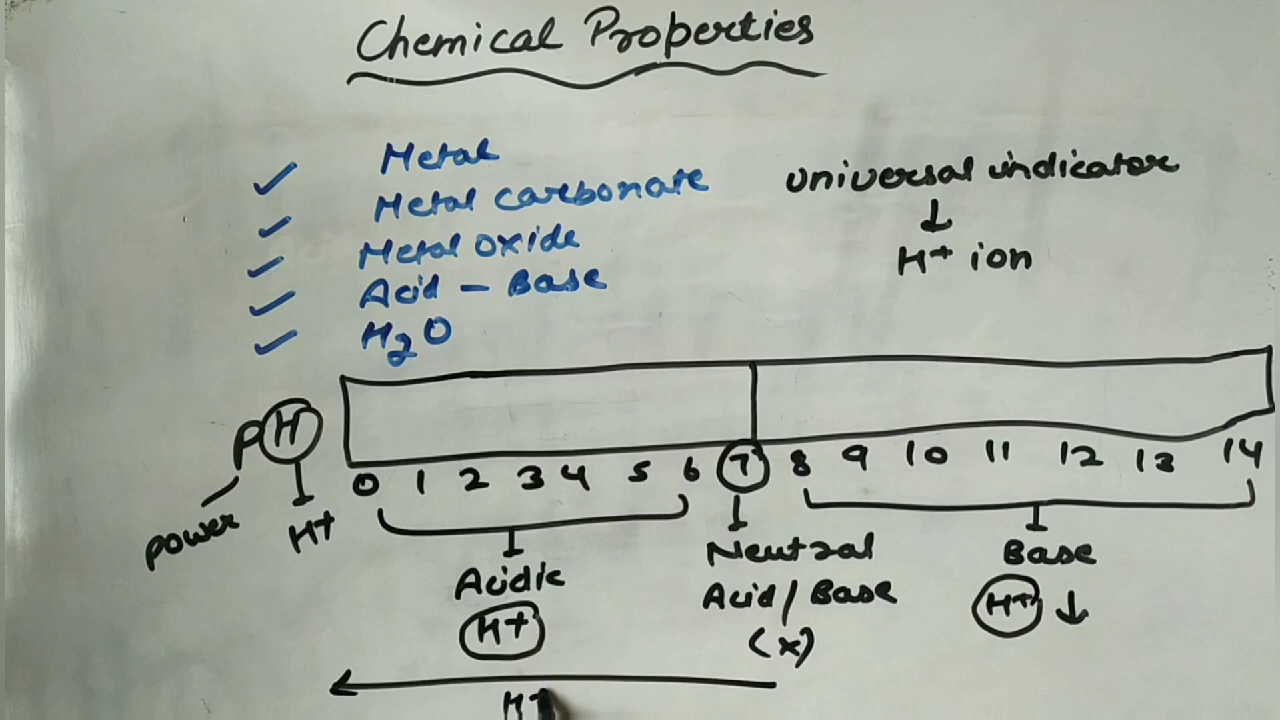 Chemical Properties
Metal
Metal carbonate
Metal oxide
Acid - Base
H2O
universal indicator
H+ ion
pH
power
H+
0 1 2 3 4 5 6 7 8 9 10 11 12 13 14
Acidic
H+
Neutral
Acid/Base
(x)
Base
H+ ↓
H+